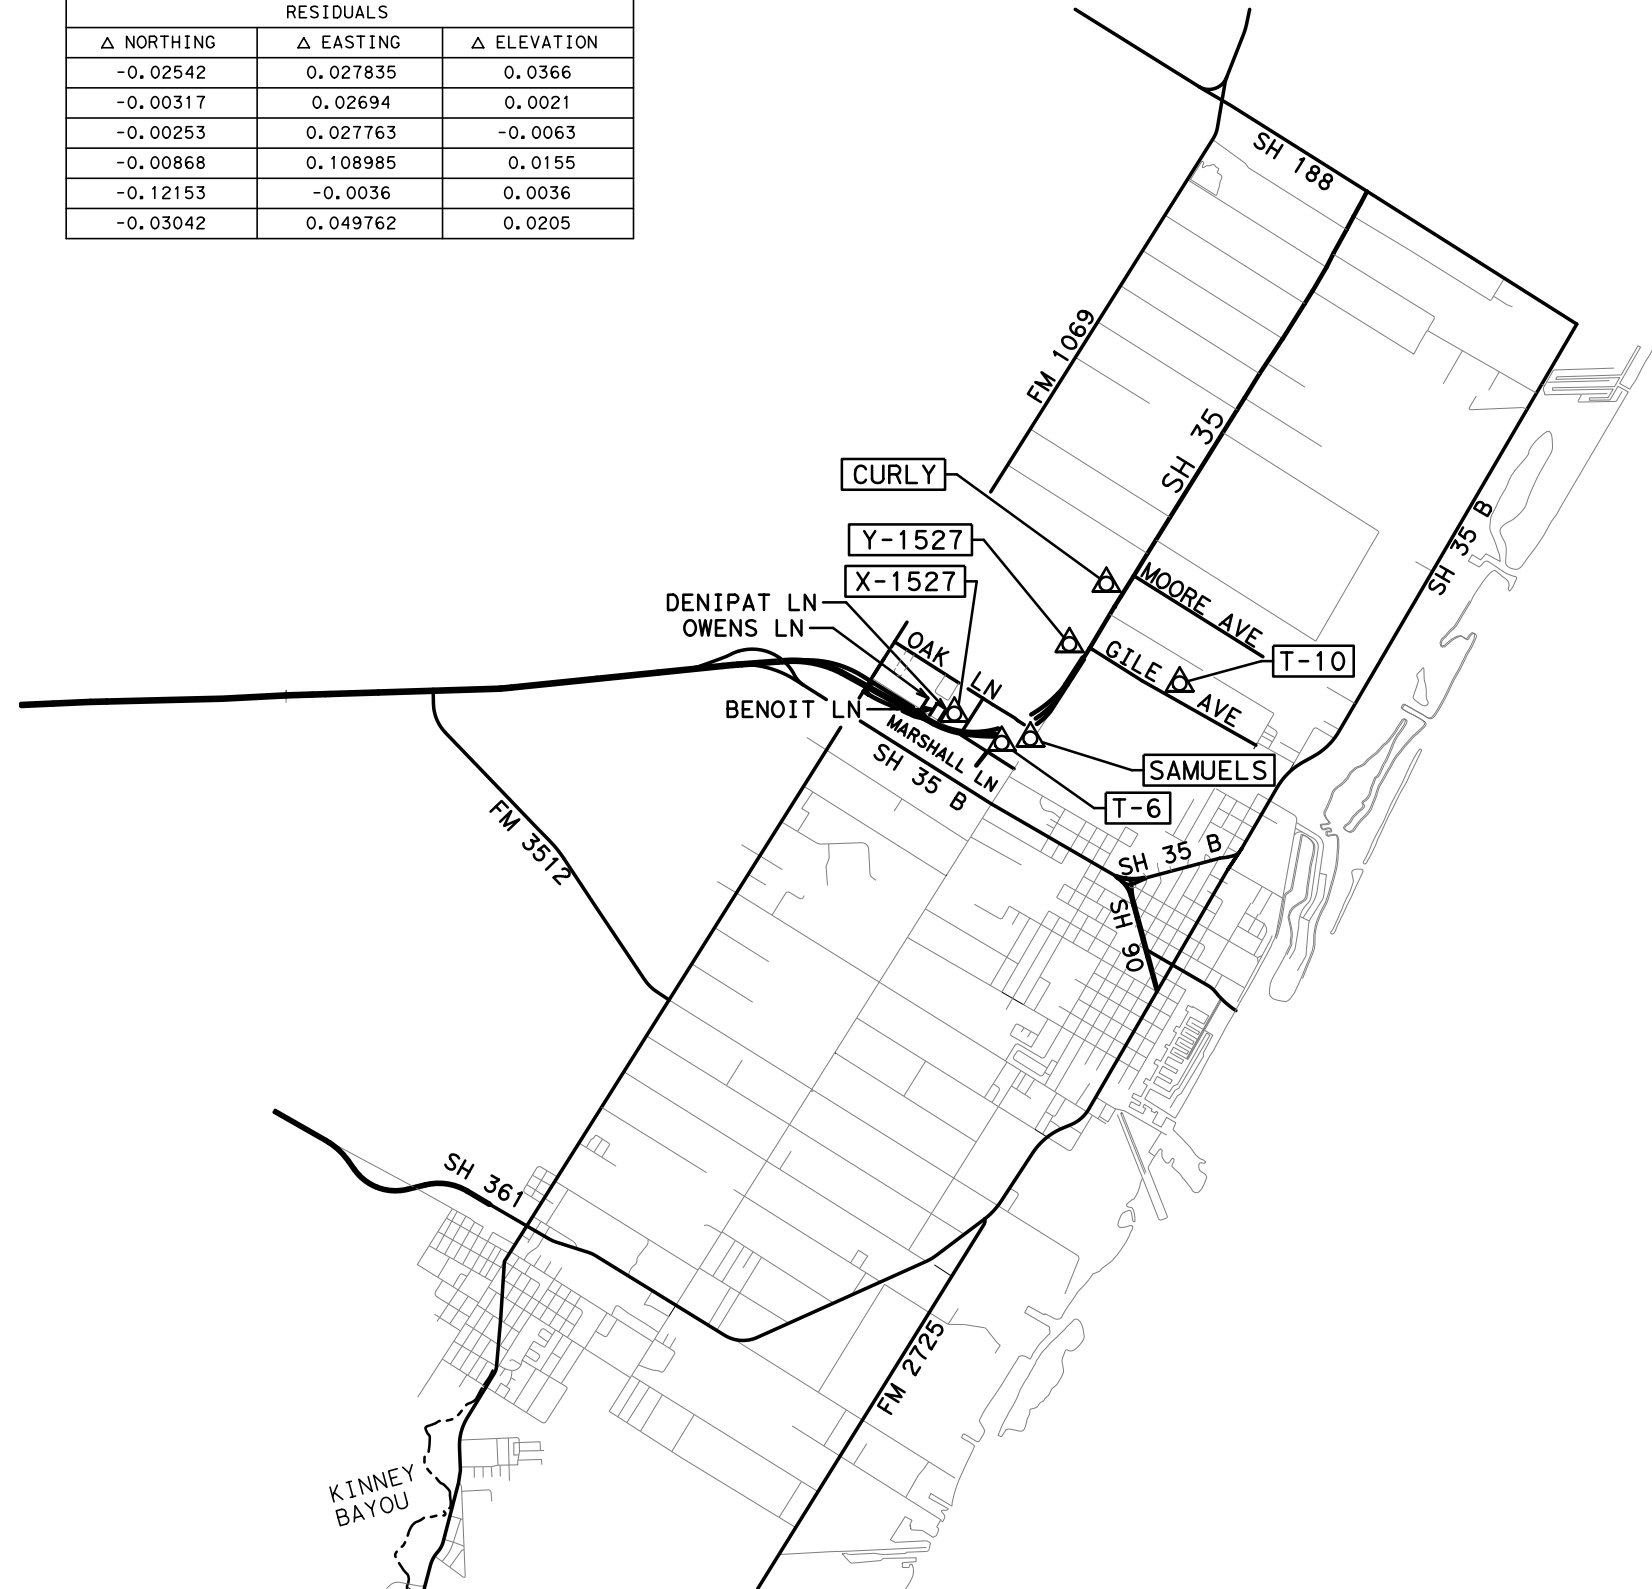 RESIDUALS
△ NORTHING △ EASTING △ ELEVATION
-0.02542 0.027835 0.0366
-0.00317 0.02694 0.0021
-0.00253 0.027763 -0.0063
-0.00868 0.108985 0.0155
-0.12153 -0.0036 0.0036
-0.03042 0.049762 0.0205
SH 188
FM 1069
SH 35
CURLY
SH 35 B
Y-1527
X-1527
MOORE AVE
DENIPAT LN
OWENS LN
OAK LN
GILE AVE
T-10
BENOIT LN
MARSHALL LN
SH 35 B
SAMUELS
T-6
FM 3512
SH 35 B
SH 90
SH 361
FM 2725
KINNEY
BAYOU